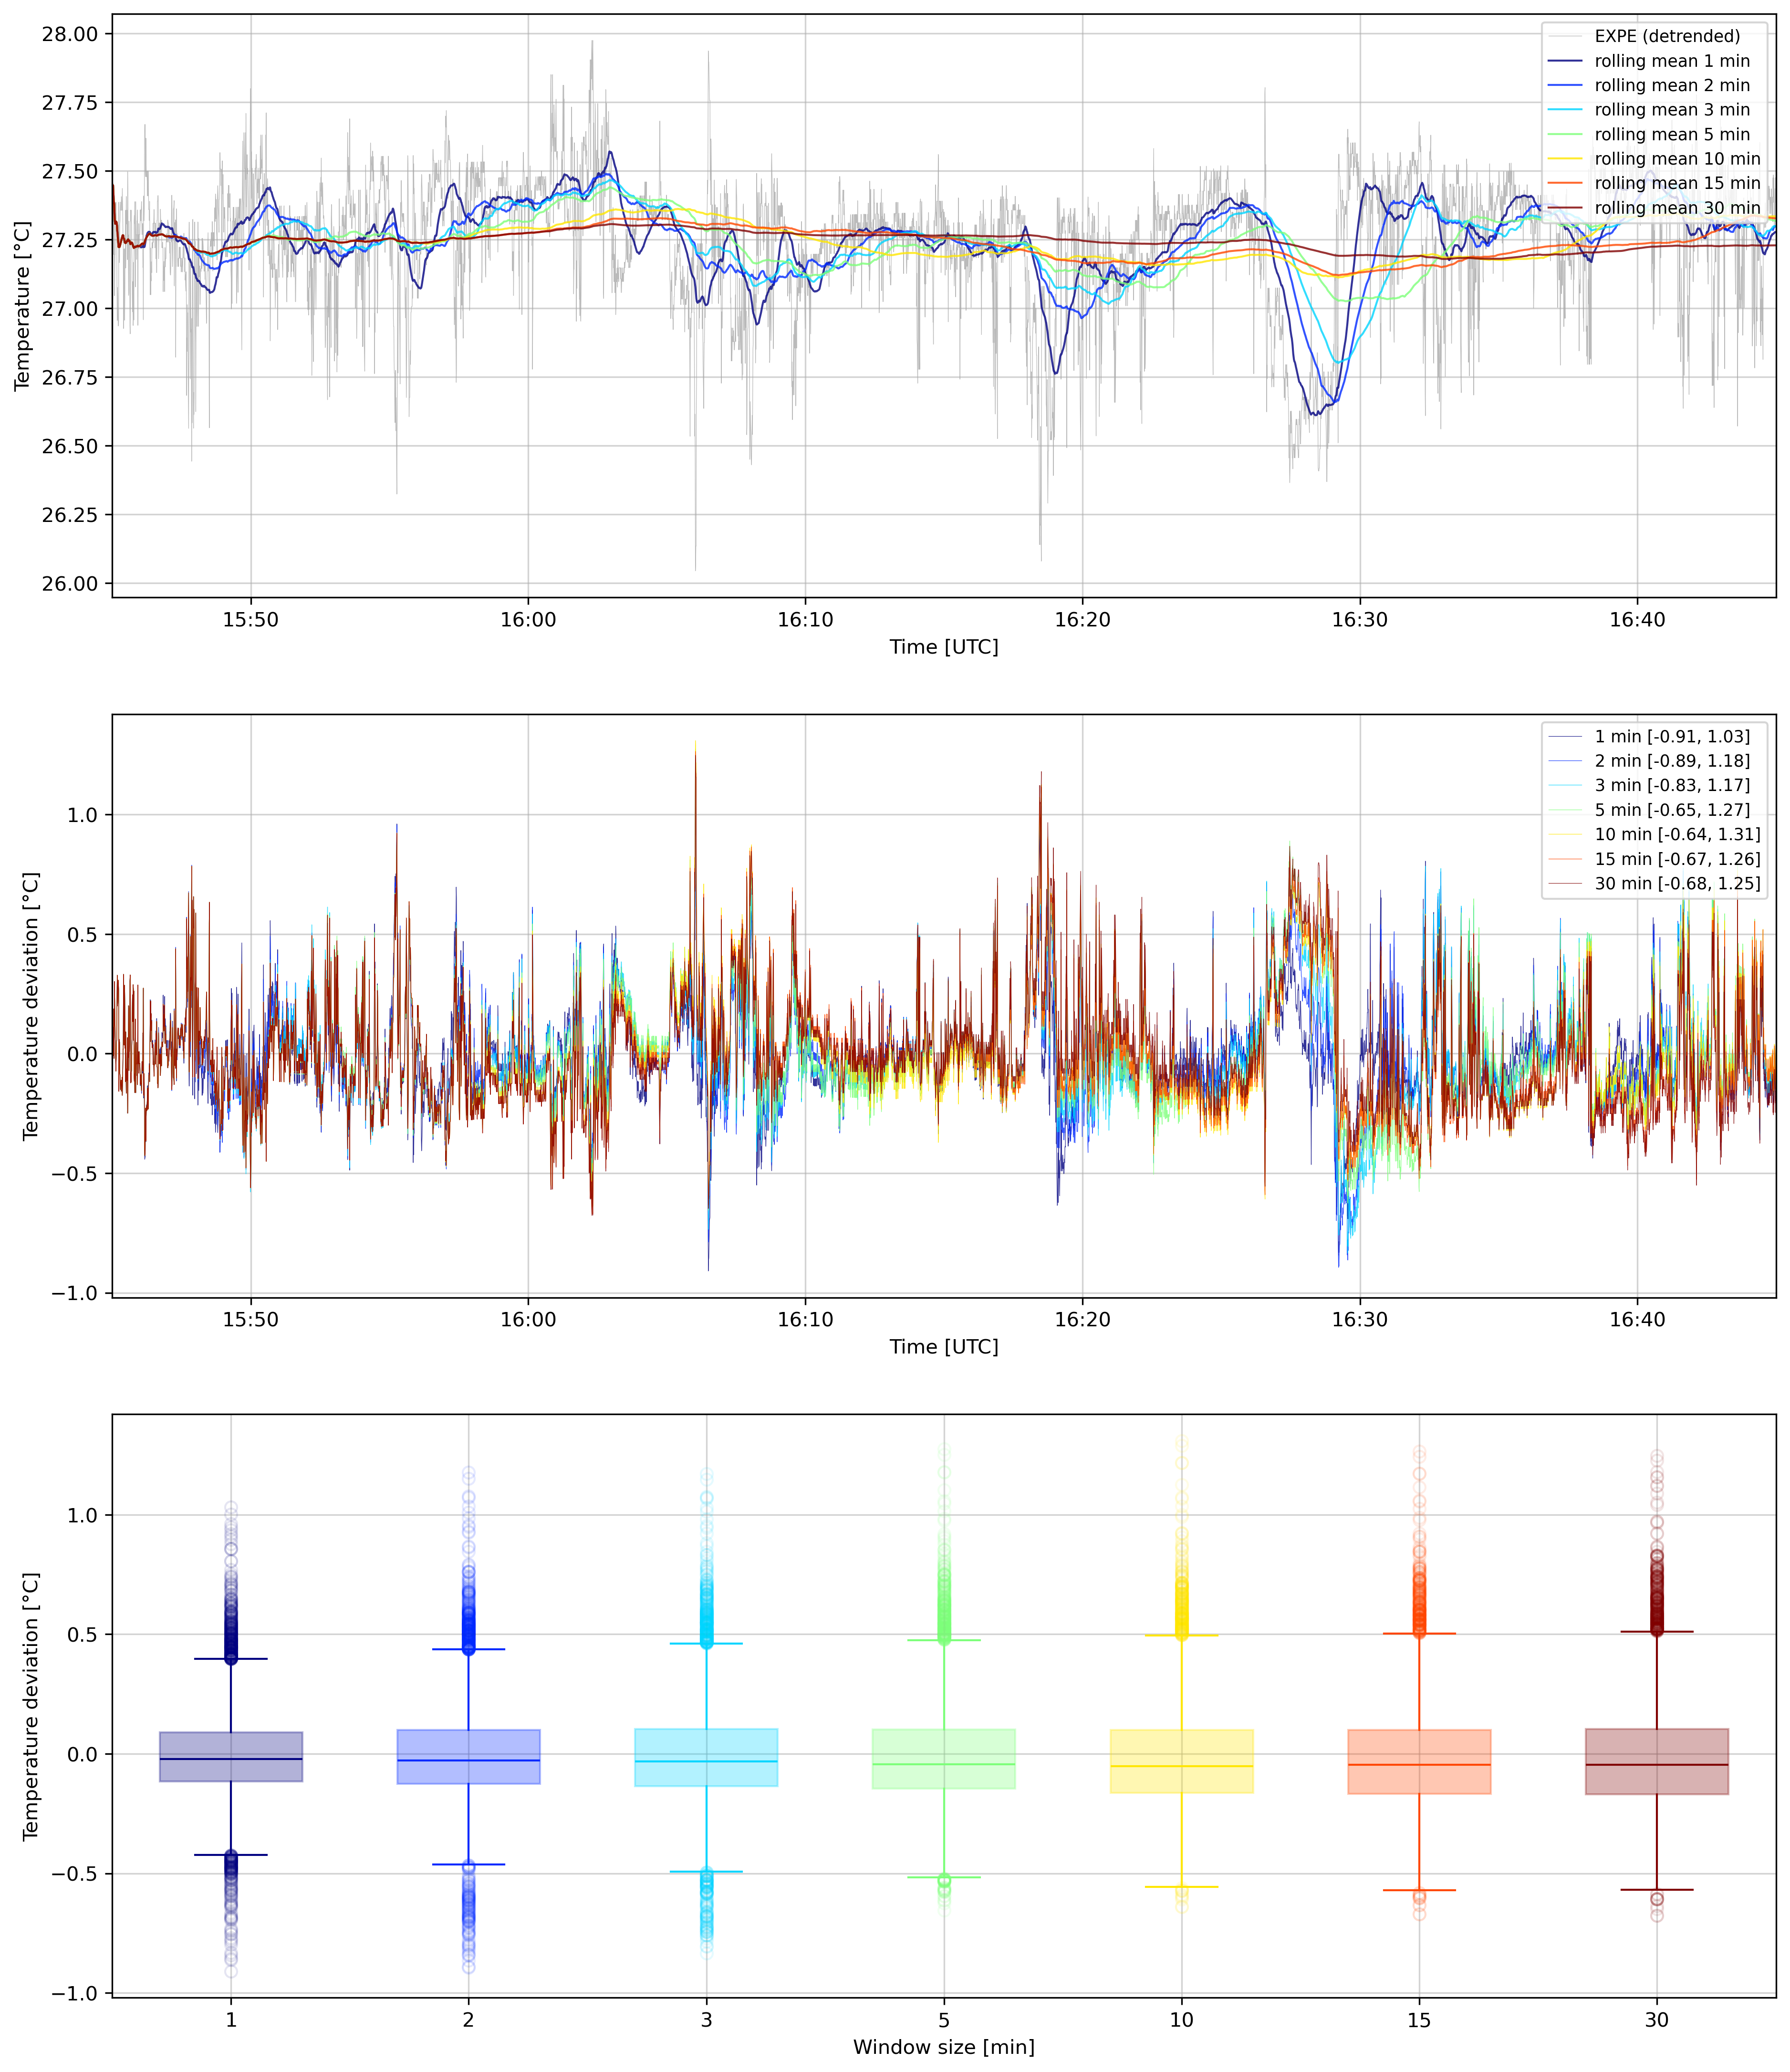 28.00
27.75
27.50
27.25
27.00
26.75
26.50
26.25
26.00
Temperature [°C]
EXPE (detrended)
rolling mean 1 min
rolling mean 2 min
rolling mean 3 min
rolling mean 5 min
rolling mean 10 min
rolling mean 15 min
rolling mean 30 min
15:50 16:00 16:10 16:20 16:30 16:40
Time [UTC]
1.0
0.5
0.0
−0.5
−1.0
Temperature deviation [°C]
1 min [-0.91, 1.03]
2 min [-0.89, 1.18]
3 min [-0.83, 1.17]
5 min [-0.65, 1.27]
10 min [-0.64, 1.31]
15 min [-0.67, 1.26]
30 min [-0.68, 1.25]
15:50 16:00 16:10 16:20 16:30 16:40
Time [UTC]
1.0
0.5
0.0
−0.5
−1.0
Temperature deviation [°C]
1 2 3 5 10 15 30
Window size [min]